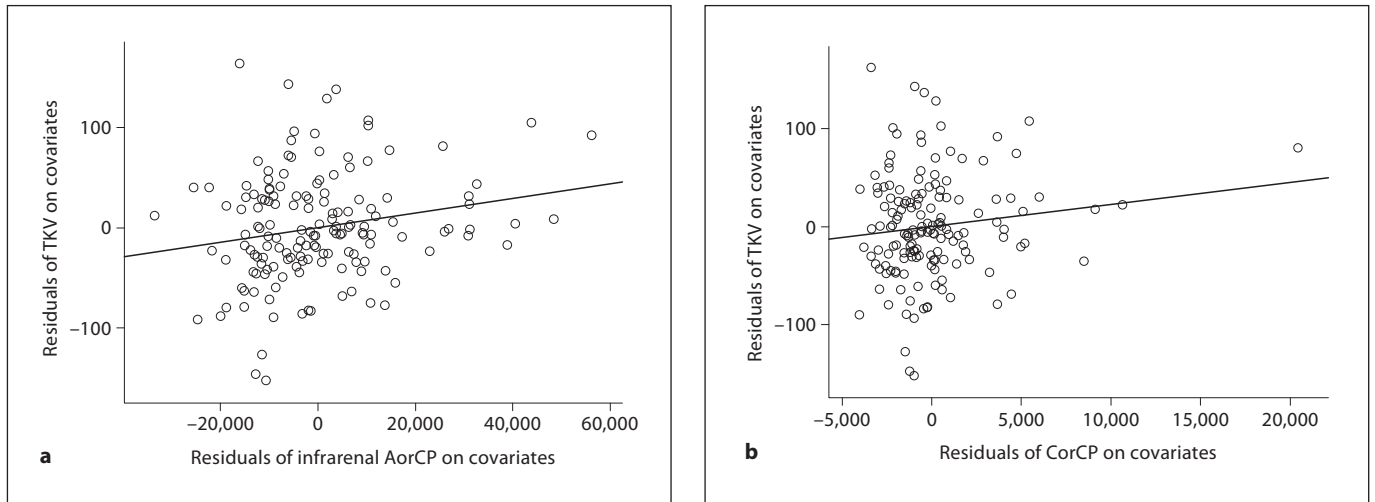 Residuals of TKV on covariates
100
0
−100
−20,000 0 20,000 40,000 60,000
a Residuals of infrarenal AorCP on covariates
Residuals of TKV on covariates
100
0
−100
−5,000 0 5,000 10,000 15,000 20,000
b Residuals of CorCP on covariates